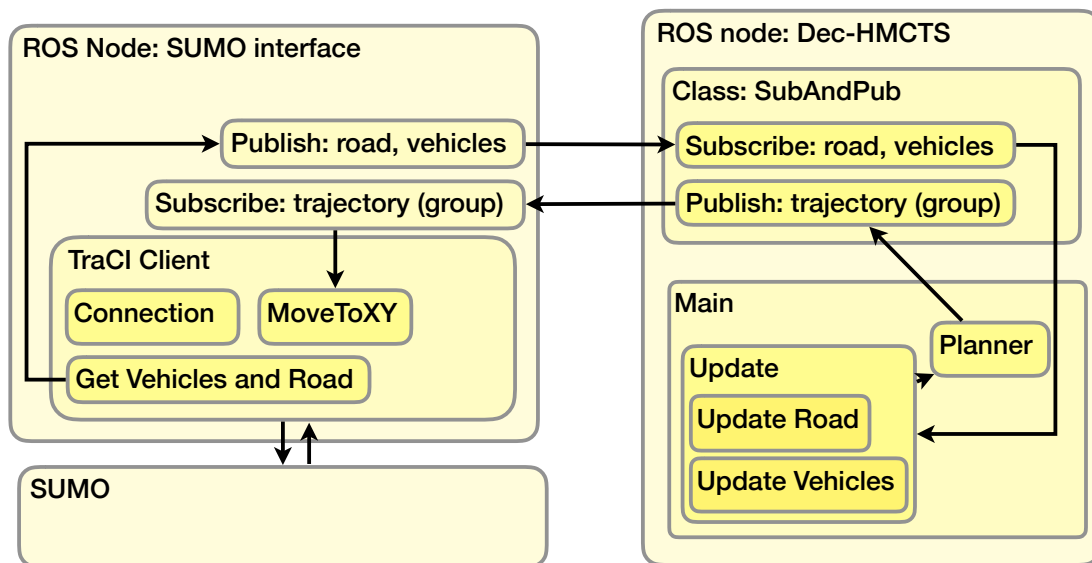 ROS Node: SUMO interface
Publish: road, vehicles
Subscribe: trajectory (group)
TraCI Client
Connection
MoveToXY
Get Vehicles and Road
SUMO
ROS node: Dec-HMCTS
Class: SubAndPub
Subscribe: road, vehicles
Publish: trajectory (group)
Main
Planner
Update
Update Road
Update Vehicles